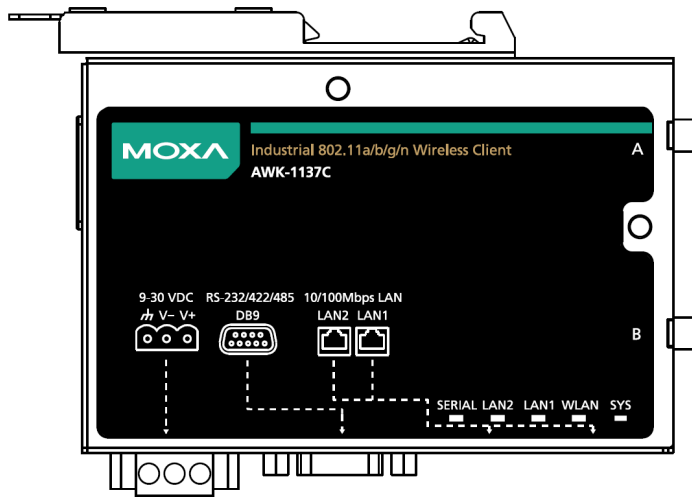 MOXA
Industrial 802.11a/b/g/n Wireless Client
AWK-1137C
A
9-30 VDC RS-232/422/485 10/100Mbps LAN
V− V+ DB9 LAN2 LAN1
B
SERIAL LAN2 LAN1 WLAN SYS